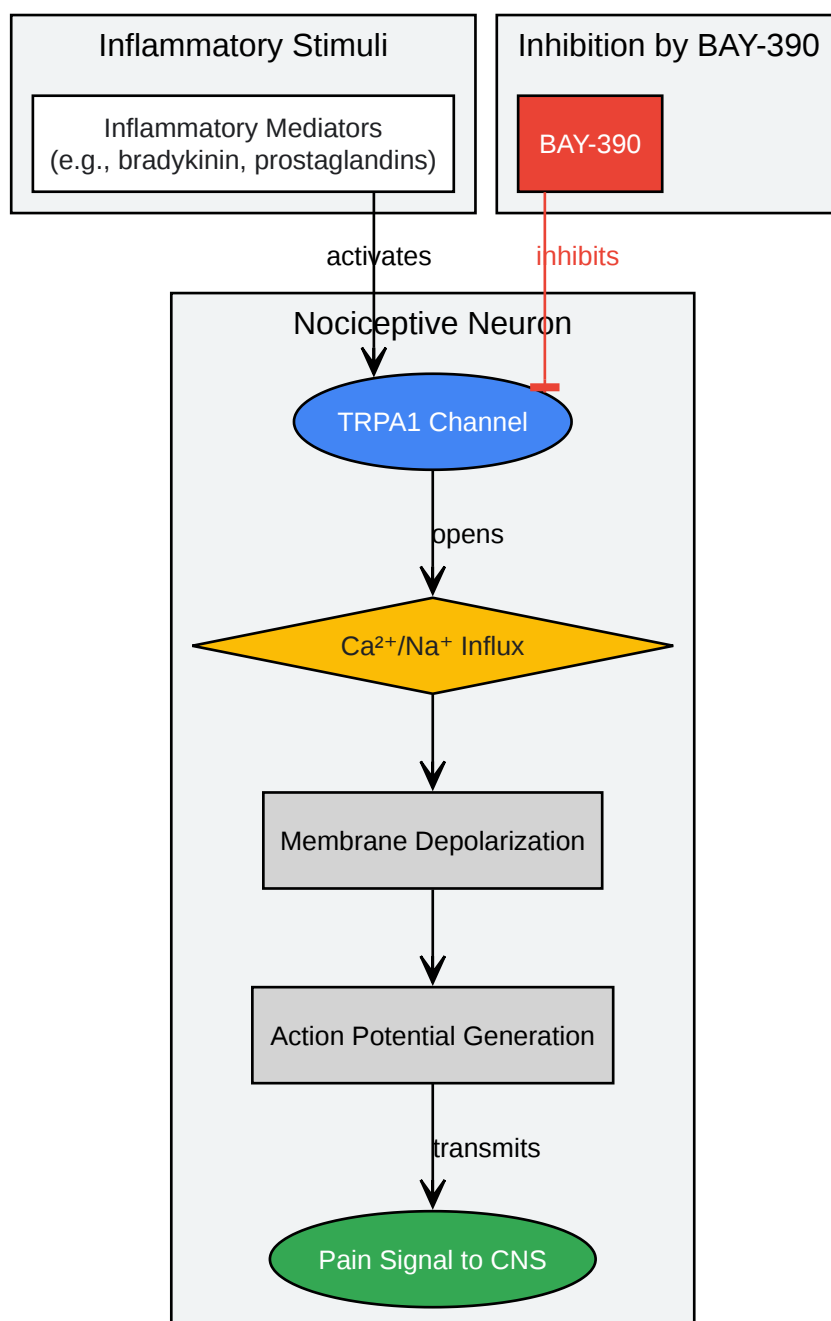 Inflammatory Stimuli
Inhibition by BAY-390
Inflammatory Mediators
(e.g., bradykinin, prostaglandins)
BAY-390
activates
inhibits
Nociceptive Neuron
TRPA1 Channel
opens
Ca²⁺/Na⁺ Influx
Membrane Depolarization
Action Potential Generation
transmits
Pain Signal to CNS